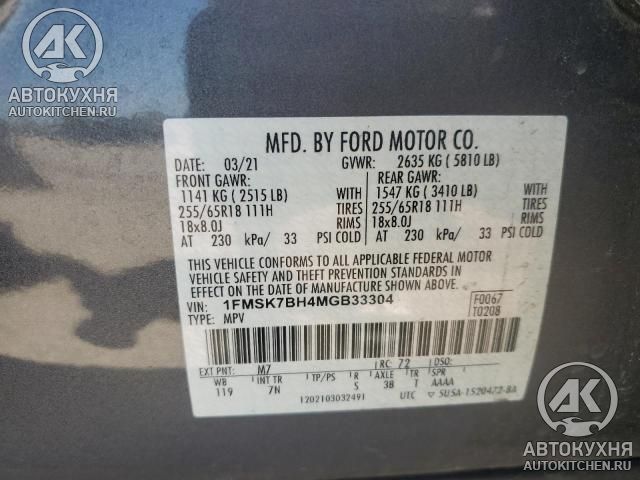 AK
АВТОКУХНЯ
AUTOKITCHEN.RU
MFD. BY FORD MOTOR CO.
DATE: 03/21 GVWR: 2635 KG ( 5810 LB)
FRONT GAWR: REAR GAWR:
1141 KG ( 2515 LB) WITH 1547 KG ( 3410 LB) WITH
255/65R18 111H TIRES 255/65R18 111H TIRES
18x8.0J RIMS 18x8.0J RIMS
AT 230 kPa/ 33 PSI COLD AT 230 kPa/ 33 PSI COLD
THIS VEHICLE CONFORMS TO ALL APPLICABLE FEDERAL MOTOR
VEHICLE SAFETY AND THEFT PREVENTION STANDARDS IN
EFFECT ON THE DATE OF MANUFACTURE SHOWN ABOVE.
VIN: 1FMSK7BH4MGB33304 F0067
TYPE: MPV T0208
EXT PNT: M7 RC: 72 DSO:
WB INT TR TP/PS R AXLE TR SPR
119 7N S 38 T AAAA
1202103032491 UTC ▽ 5USA-1520472-BA
AK
АВТОКУХНЯ
AUTOKITCHEN.RU